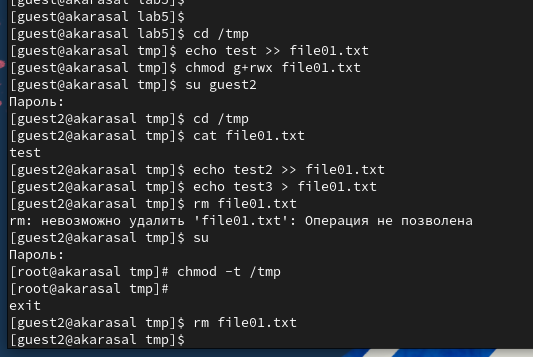 [guest@akarasal lab5]$
[guest@akarasal lab5]$
[guest@akarasal lab5]$ cd /tmp
[guest@akarasal tmp]$ echo test >> file01.txt
[guest@akarasal tmp]$ chmod g+rwx file01.txt
[guest@akarasal tmp]$ su guest2
Пароль:
[guest2@akarasal tmp]$ cd /tmp
[guest2@akarasal tmp]$ cat file01.txt
test
[guest2@akarasal tmp]$ echo test2 >> file01.txt
[guest2@akarasal tmp]$ echo test3 > file01.txt
[guest2@akarasal tmp]$ rm file01.txt
rm: невозможно удалить 'file01.txt': Операция не позволена
[guest2@akarasal tmp]$ su
Пароль:
[root@akarasal tmp]# chmod -t /tmp
[root@akarasal tmp]#
exit
[guest2@akarasal tmp]$ rm file01.txt
[guest2@akarasal tmp]$